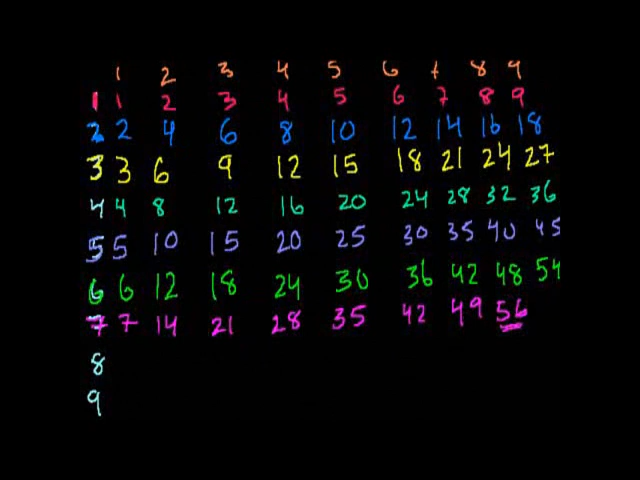 1 2 3 4 5 6 7 8 9
1 1 2 3 4 5 6 7 8 9
2 2 4 6 8 10 12 14 16 18
3 3 6 9 12 15 18 21 24 27
4 4 8 12 16 20 24 28 32 36
5 5 10 15 20 25 30 35 40 45
6 6 12 18 24 30 36 42 48 54
7 7 14 21 28 35 42 49 56
8
9